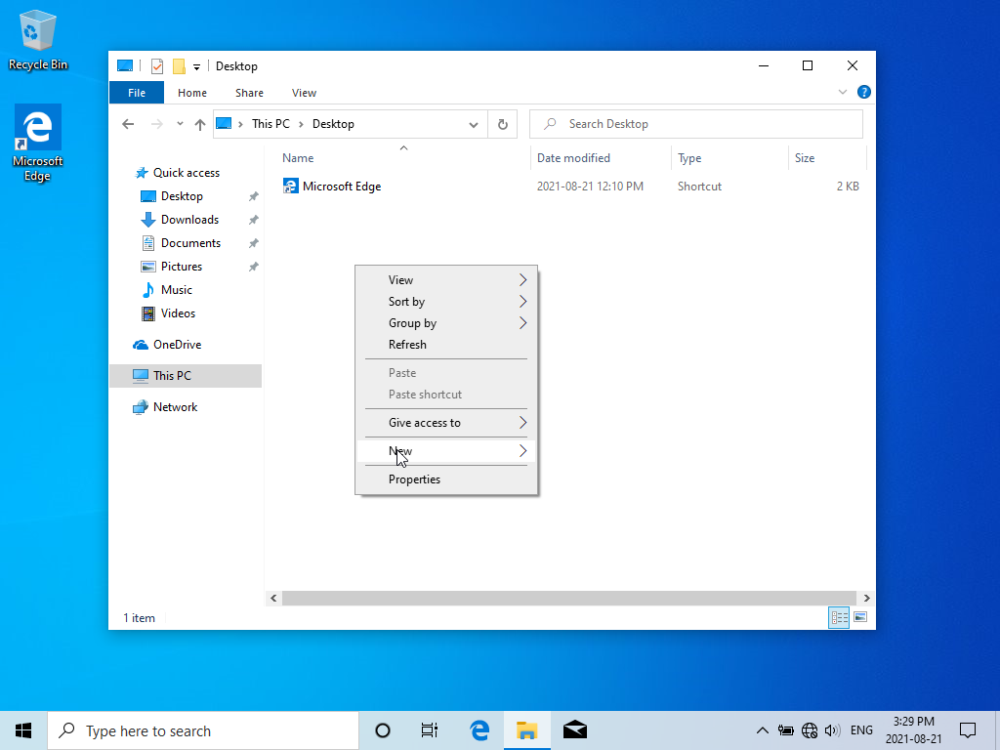 Recycle Bin
Microsoft
Edge
Desktop
File Home Share View
This PC Desktop
Search Desktop
Name Date modified Type Size
Microsoft Edge 2021-08-21 12:10 PM Shortcut 2 KB
Quick access
Desktop
Downloads
Documents
Pictures
Music
Videos
OneDrive
This PC
Network
View
Sort by
Group by
Refresh
Paste
Paste shortcut
Give access to
New
Properties
1 item
Type here to search
ENG
3:29 PM
2021-08-21